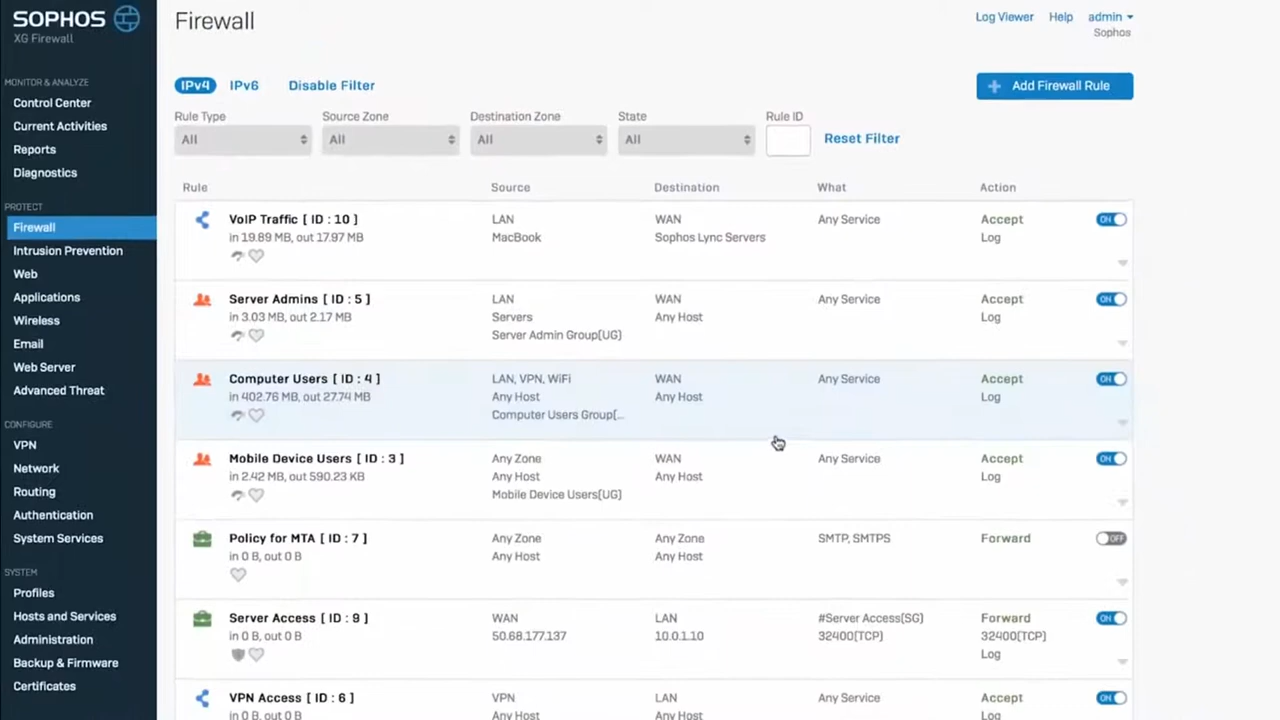 SOPHOS
XG Firewall
MONITOR & ANALYZE
Control Center
Current Activities
Reports
Diagnostics
PROTECT
Firewall
Intrusion Prevention
Web
Applications
Wireless
Email
Web Server
Advanced Threat
CONFIGURE
VPN
Network
Routing
Authentication
System Services
SYSTEM
Profiles
Hosts and Services
Administration
Backup & Firmware
Certificates
Firewall
Log Viewer Help admin
Sophos
IPv4 IPv6 Disable Filter
Add Firewall Rule
Rule Type Source Zone Destination Zone State Rule ID
All All All All Reset Filter
Rule Source Destination What Action
VoIP Traffic [ ID : 10 ] LAN WAN Any Service Accept ON
in 19.89 MB, out 17.97 MB MacBook Sophos Lync Servers Log
Server Admins [ ID : 5 ] LAN WAN Any Service Accept ON
in 3.03 MB, out 2.17 MB Servers Any Host Log
Server Admin Group(UG)
Computer Users [ ID : 4 ] LAN, VPN, WiFi WAN Any Service Accept ON
in 402.76 MB, out 27.74 MB Any Host Any Host Log
Computer Users Group(...
Mobile Device Users [ ID : 3 ] Any Zone WAN Any Service Accept ON
in 2.42 MB, out 590.23 KB Any Host Any Host Log
Mobile Device Users(UG)
Policy for MTA [ ID : 7 ] Any Zone Any Zone SMTP, SMTPS Forward OFF
in 0 B, out 0 B Any Host Any Host
Server Access [ ID : 9 ] WAN LAN #Server Access(SG) Forward ON
in 0 B, out 0 B 50.68.177.137 10.0.1.10 32400(TCP) 32400(TCP)
Log
VPN Access [ ID : 6 ] VPN LAN Any Service Accept ON
in 0 B, out 0 B Any Host Any Host Log